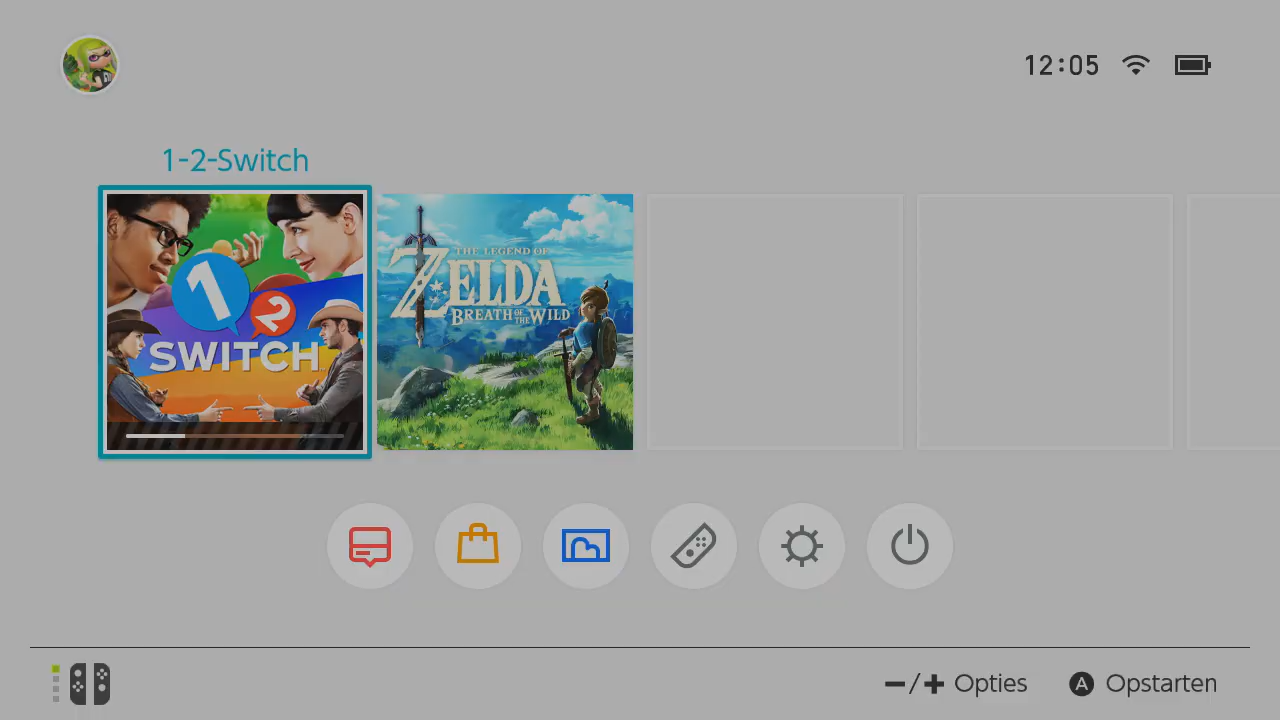 12:05
1-2-Switch
1
2
SWITCH
THE LEGEND OF
ZELDA
BREATH OF THE WILD
−/+ Opties
A Opstarten